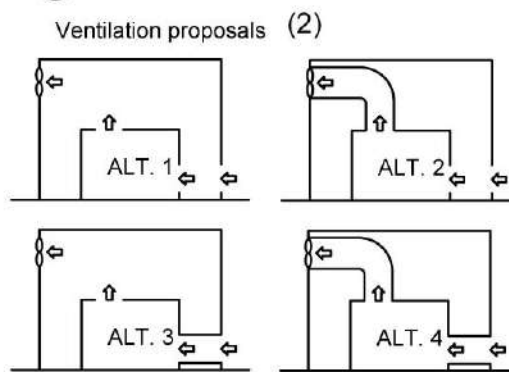 Ventilation proposals (2)
ALT. 1
ALT. 2
ALT. 3
ALT. 4